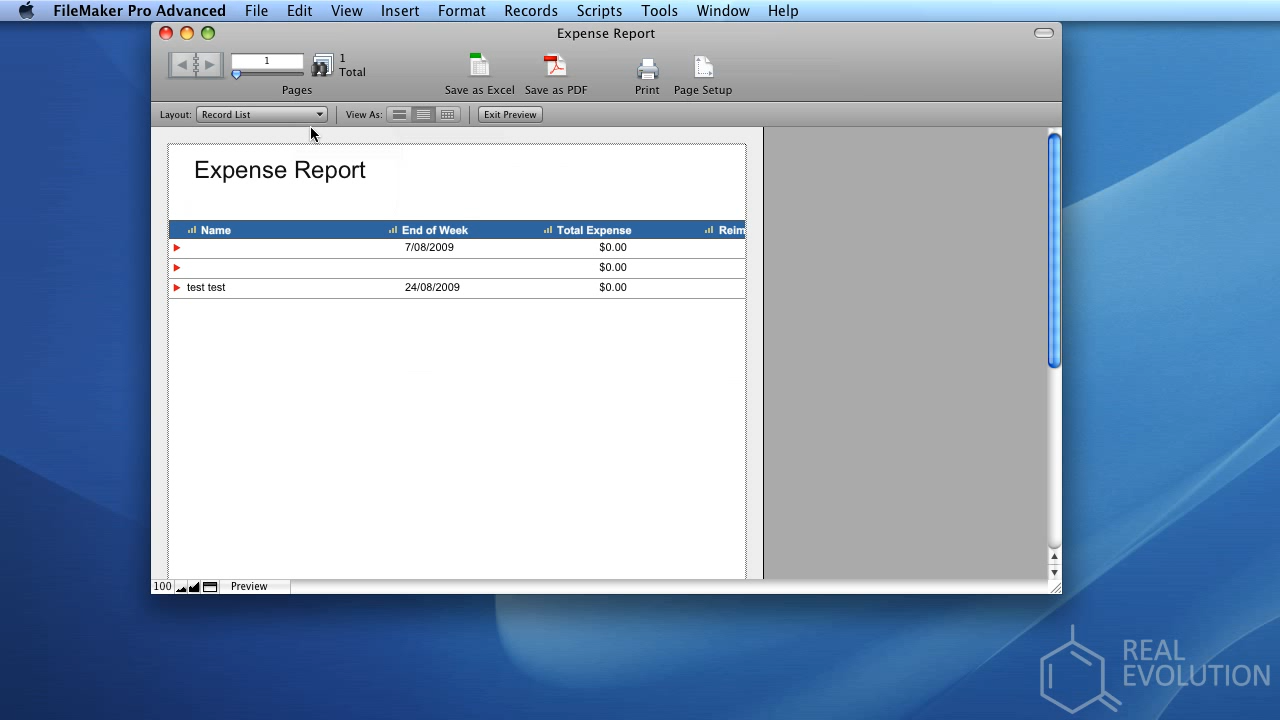 FileMaker Pro Advanced File Edit View Insert Format Records Scripts Tools Window Help
Expense Report
1
1
Total
Pages
Save as Excel Save as PDF Print Page Setup
Layout: Record List View As: Exit Preview
Expense Report
Name End of Week Total Expense Reim
7/08/2009 $0.00
$0.00
test test 24/08/2009 $0.00
100 Preview
REAL
EVOLUTION